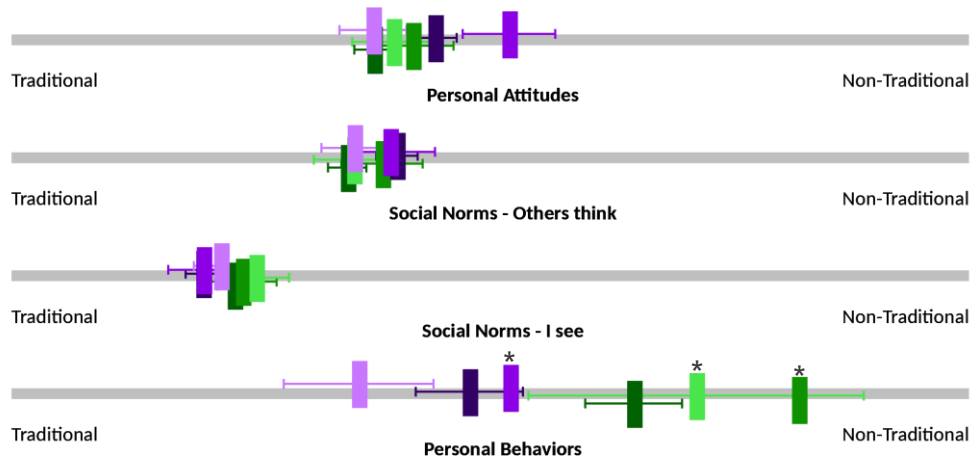 Traditional Non-Traditional
Personal Attitudes
Traditional Non-Traditional
Social Norms - Others think
Traditional Non-Traditional
Social Norms - I see
* * *
Traditional Non-Traditional
Personal Behaviors